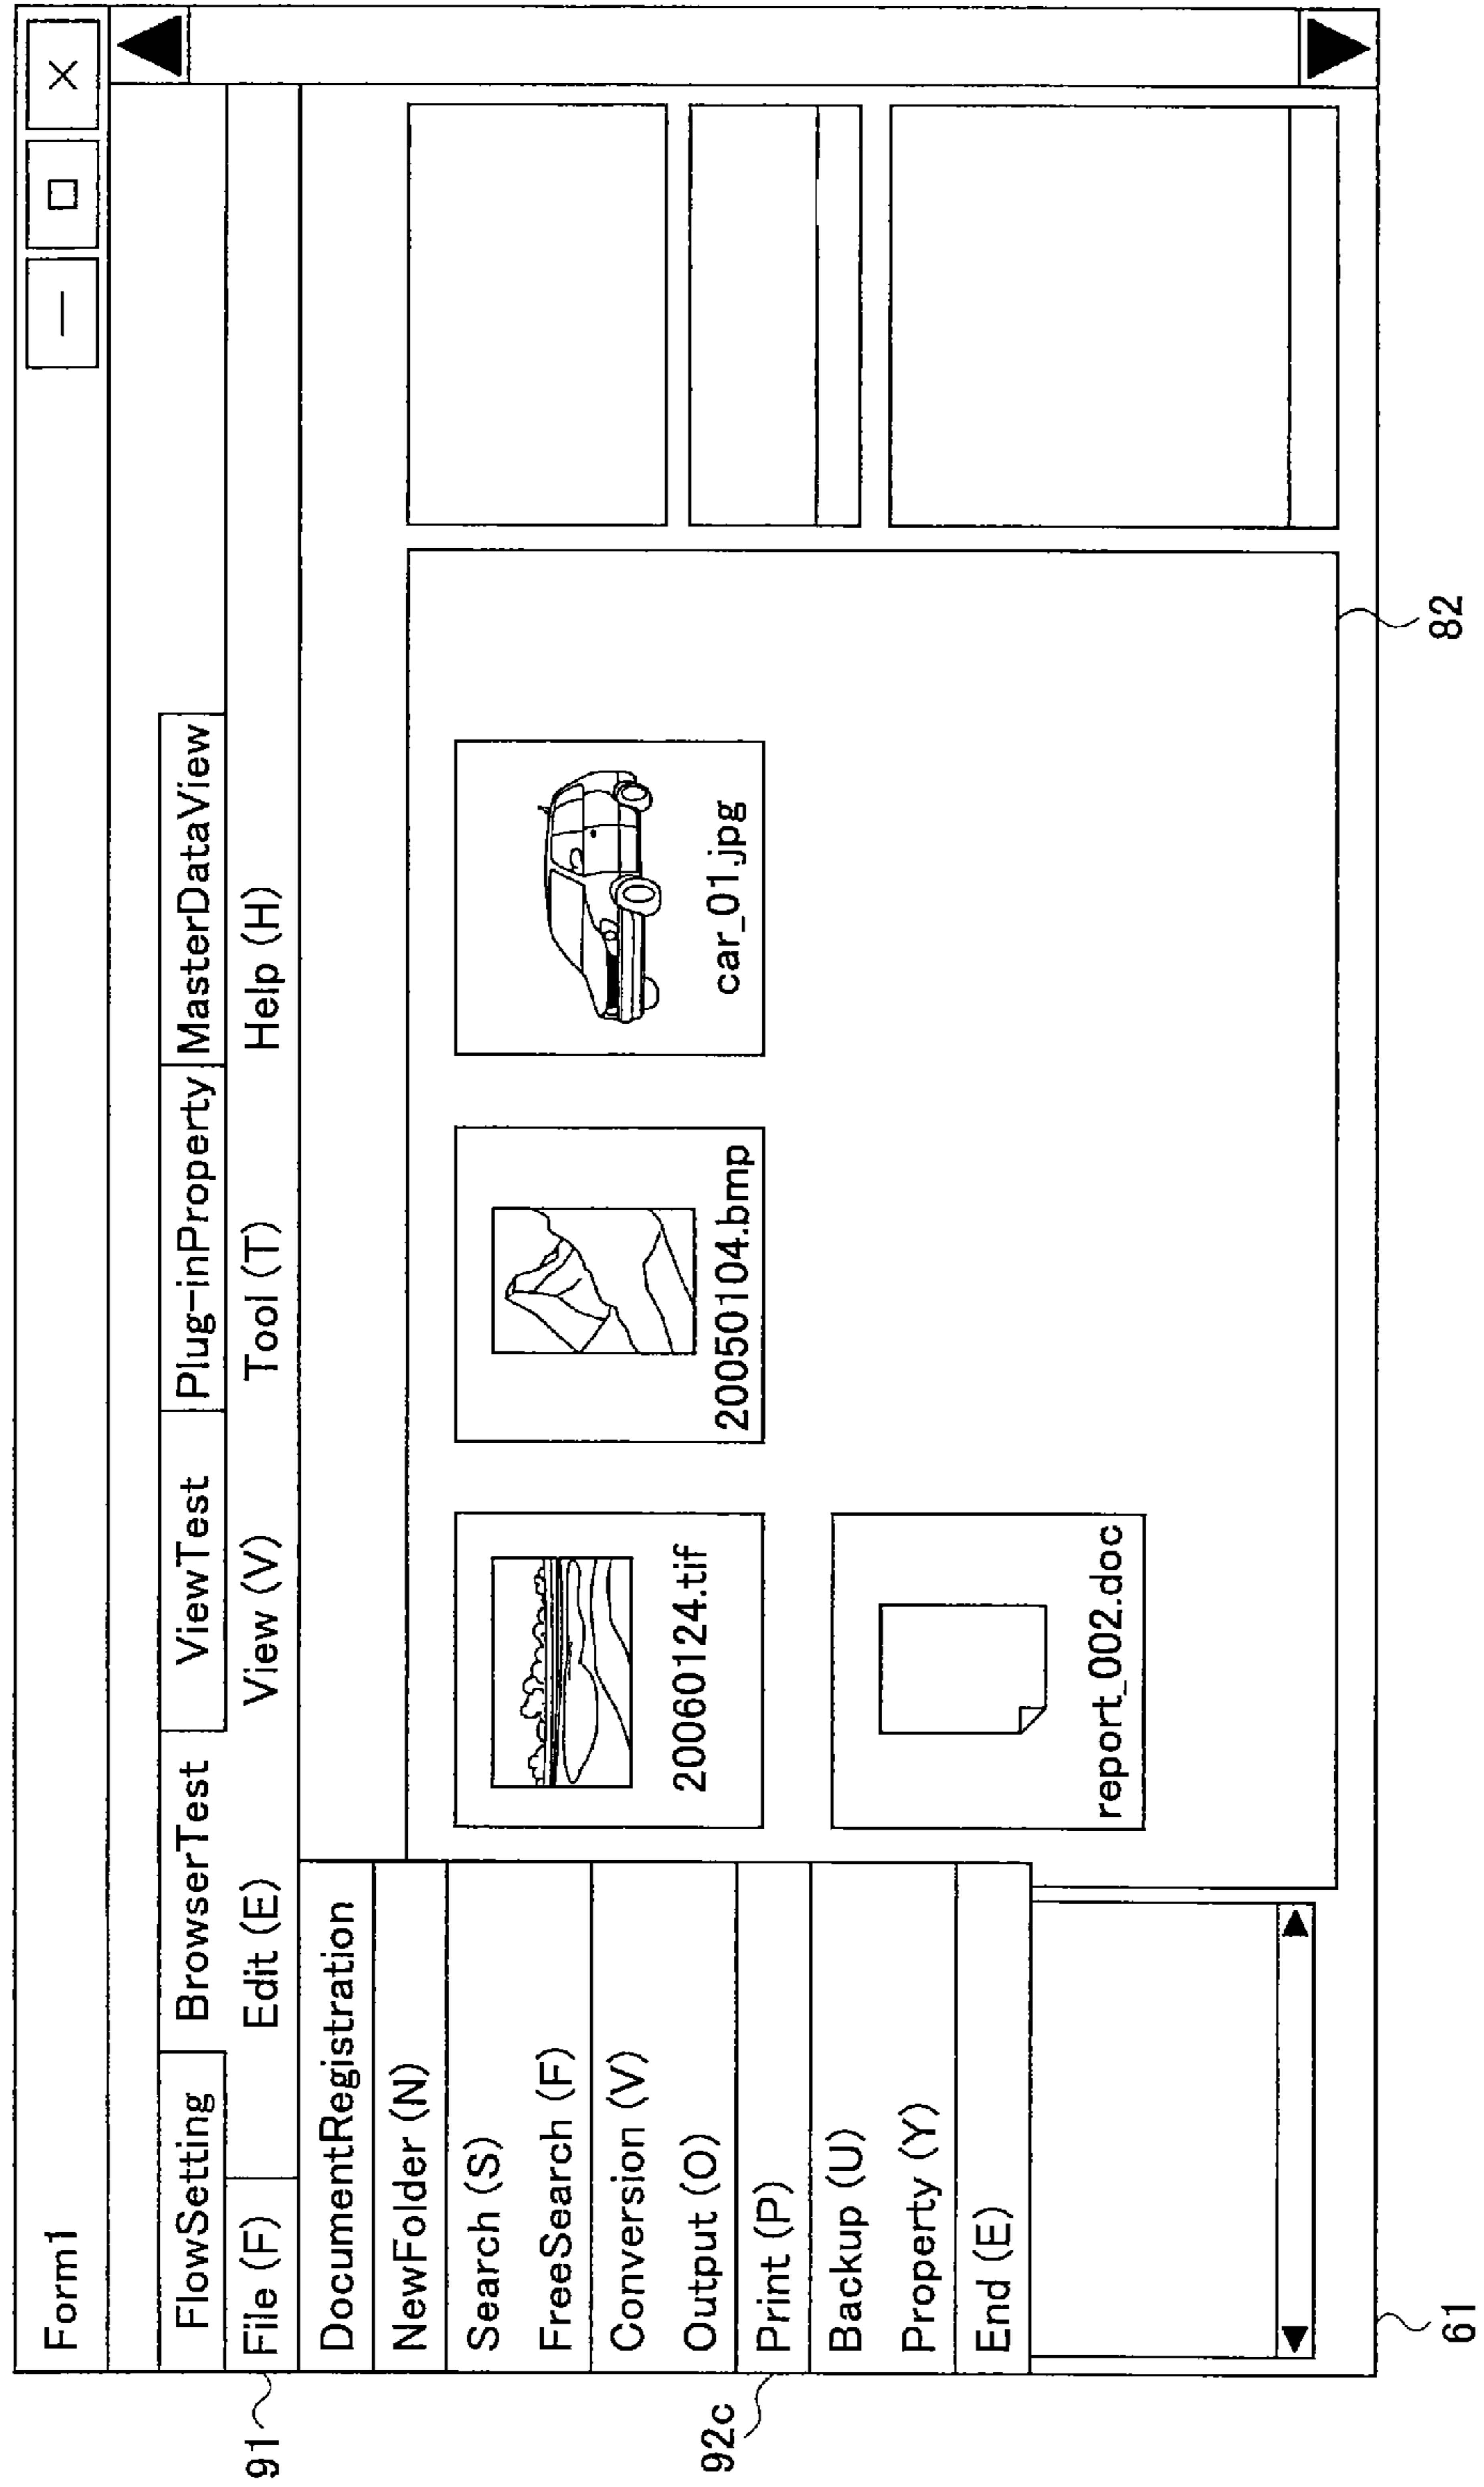 Form1
FlowSetting BrowserTest ViewTest Plug-inProperty MasterDataView
91 File (F) Edit (E) View (V) Tool (T) Help (H)
DocumentRegistration
NewFolder (N)
Search (S)
FreeSearch (F)
Conversion (V)
Output (O)
92c Print (P)
Backup (U)
Property (Y)
End (E)
20060124.tif 20050104.bmp car_01.jpg
report_002.doc
61 82